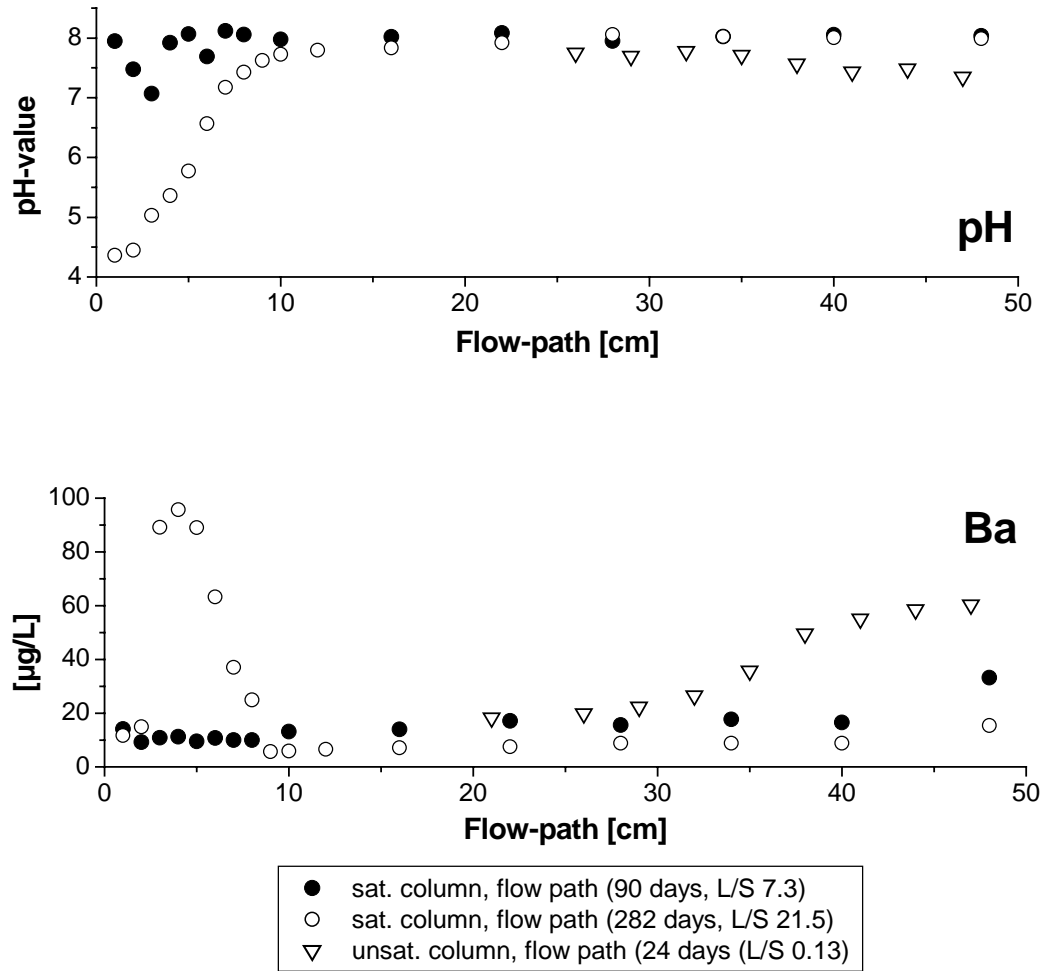 8
7
6
5
4
pH-value
pH
0 10 20 30 40 50
Flow-path [cm]
100
80
60
40
20
0
[µg/L]
Ba
0 10 20 30 40 50
Flow-path [cm]
sat. column, flow path (90 days, L/S 7.3)
sat. column, flow path (282 days, L/S 21.5)
unsat. column, flow path (24 days (L/S 0.13)